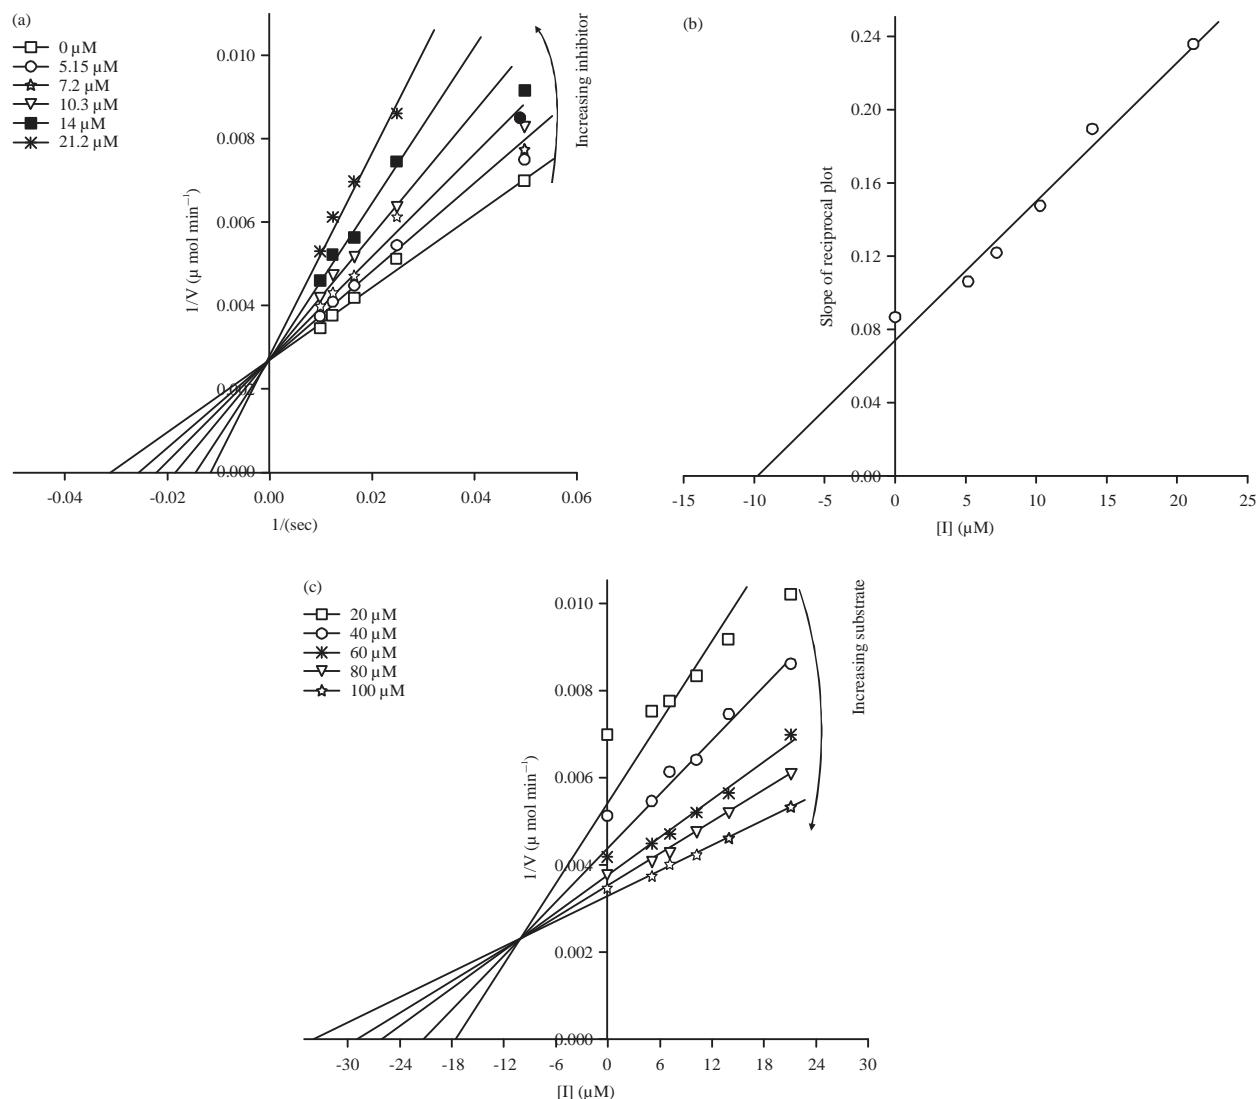 (a)
0 µM
5.15 µM
7.2 µM
10.3 µM
14 µM
21.2 µM
1/V (µ mol min⁻¹)
0.010
0.008
0.006
0.004
0.002
0.000
-0.04 -0.02 0.00 0.02 0.04 0.06
1/(sec)
Increasing inhibitor
(b)
Slope of reciprocal plot
0.24
0.20
0.16
0.12
0.08
0.04
0.00
-15 -10 -5 0 5 10 15 20 25
[I] (µM)
(c)
20 µM
40 µM
60 µM
80 µM
100 µM
1/V (µ mol min⁻¹)
0.010
0.008
0.006
0.004
0.002
0.000
-30 -24 -18 -12 -6 0 6 12 18 24 30
[I] (µM)
Increasing substrate